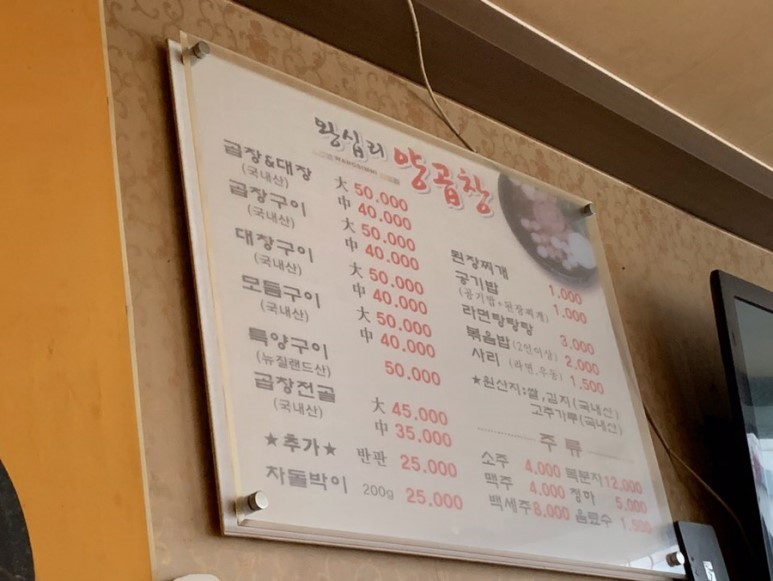 왕십리 양곱창
곱창&대창 大 50.000
(국내산) 中 40.000
곱창구이 大 50.000
(국내산) 中 40.000
대창구이 大 50.000
(국내산) 中 40.000
모듬구이 大 50.000
(국내산) 中 40.000
특양구이 50.000
(뉴질랜드산)
곱창전골 大 45.000
(국내산) 中 35.000
★추가★ 반판 25.000
차돌박이 200g 25.000
된장찌개 1,000
공기밥 1.000
(공기밥+된장찌개)
라면탕탕탕 3.000
볶음밥(2인이상) 2,000
사리 (라면,우동) 1,500
★원산지:쌀,김치(국내산)
고추가루(국내산)
주 류
소주 4,000 복분자 12,000
맥주 4,000 청하 5,000
백세주 8,000 음료수 1,500